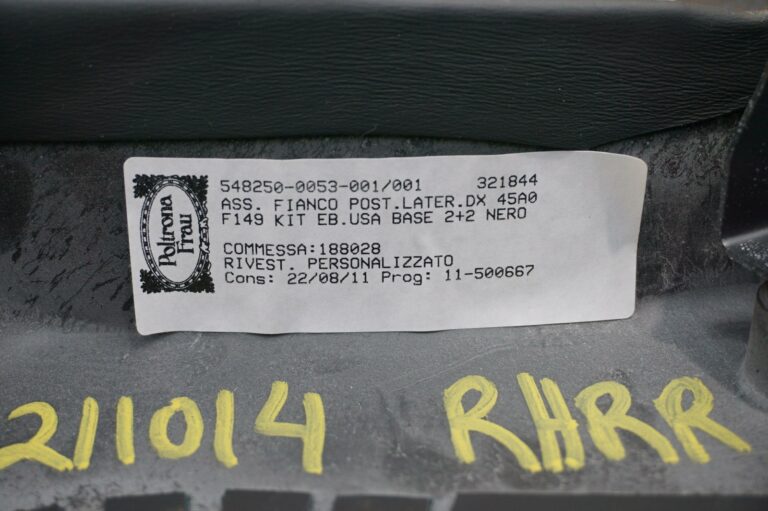 Poltrona
Frau
548250-0053-001/001 321844
ASS. FIANCO POST.LATER.DX 45A0
F149 KIT EB.USA BASE 2+2 NERO
COMMESSA:188028
RIVEST. PERSONALIZZATO
Cons: 22/08/11 Prog: 11-500667
211014 RHRR